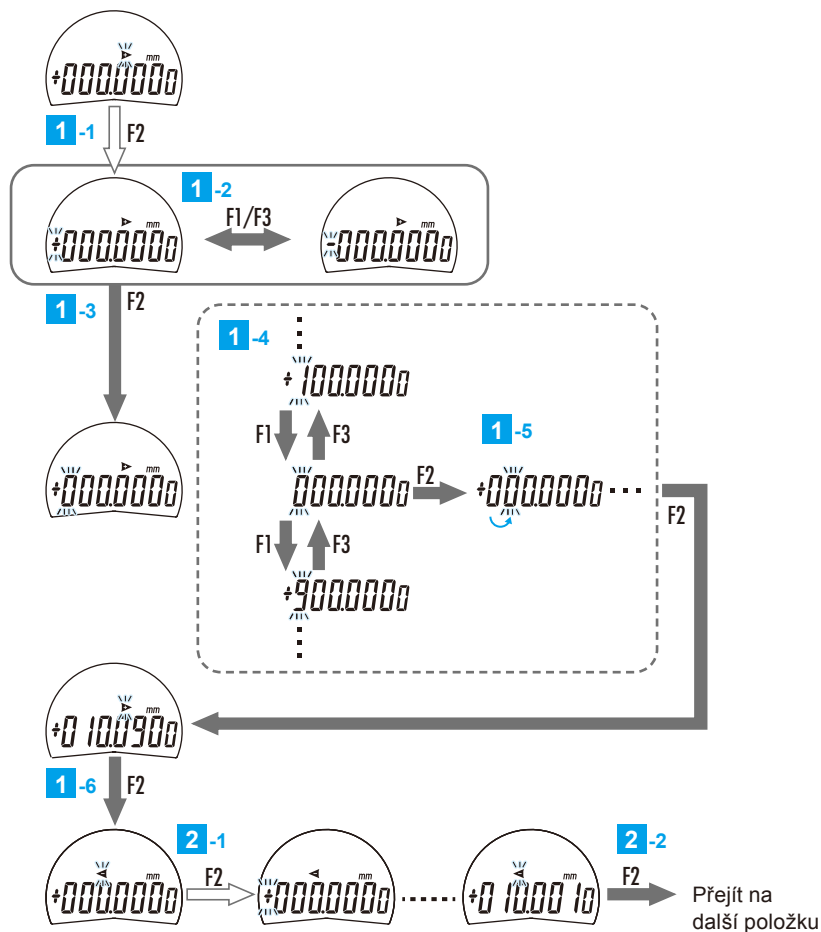 mm
+000.0000
1 -1
F2
1 -2
mm
+000.0000
F1/F3
mm
-000.0000
1 -3
F2
1 -4
+100.0000
F1
F3
1 -5
mm
+000.0000
000.0000
F2
+000.0000
F2
F1
F3
+900.0000
mm
+010.0900
1 -6
F2
2 -1
2 -2
mm
+000.0000
F2
mm
+000.0000
mm
+010.0010
F2
Přejít na
další položku